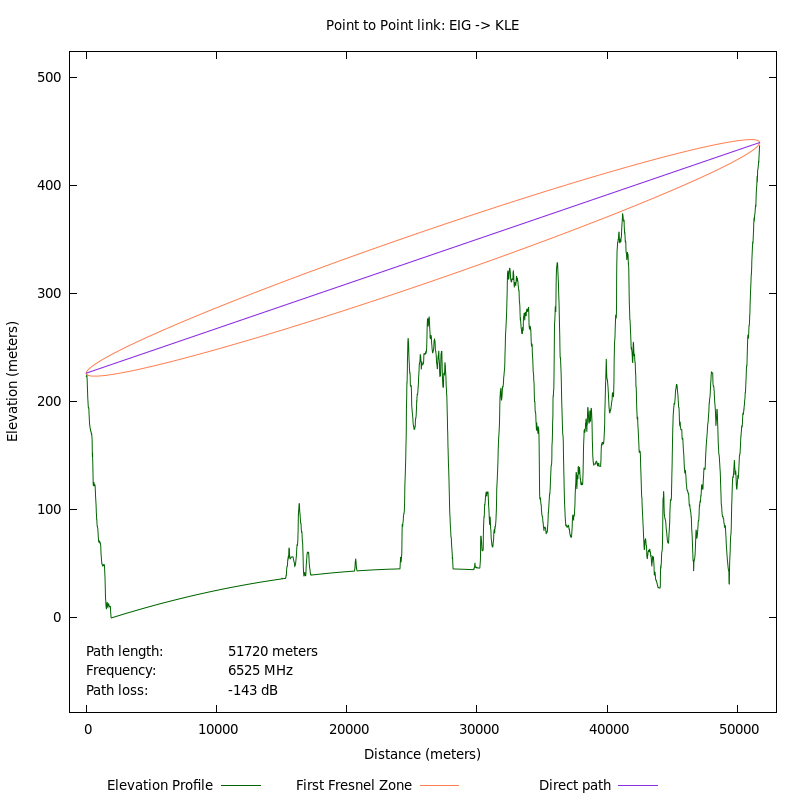 Point to Point link: EIG -> KLE
500
400
300
200
100
0
Elevation (meters)
Path length: 51720 meters
Frequency: 6525 MHz
Path loss: -143 dB
0 10000 20000 30000 40000 50000
Distance (meters)
Elevation Profile First Fresnel Zone Direct path